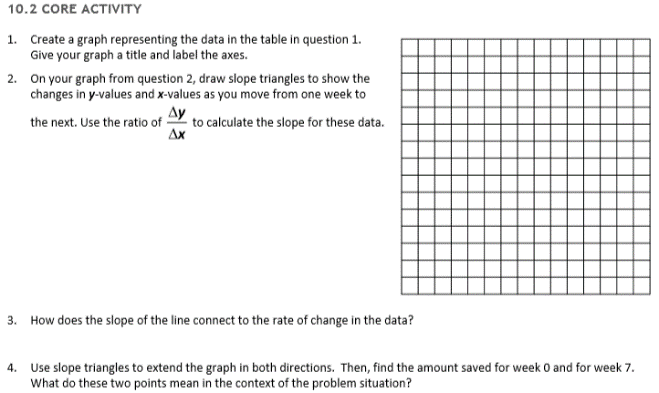 10.2 CORE ACTIVITY
1. Create a graph representing the data in the table in question 1.
Give your graph a title and label the axes.
2. On your graph from question 2, draw slope triangles to show the
changes in y-values and x-values as you move from one week to
the next. Use the ratio of Δy/Δx to calculate the slope for these data.
3. How does the slope of the line connect to the rate of change in the data?
4. Use slope triangles to extend the graph in both directions. Then, find the amount saved for week 0 and for week 7.
What do these two points mean in the context of the problem situation?